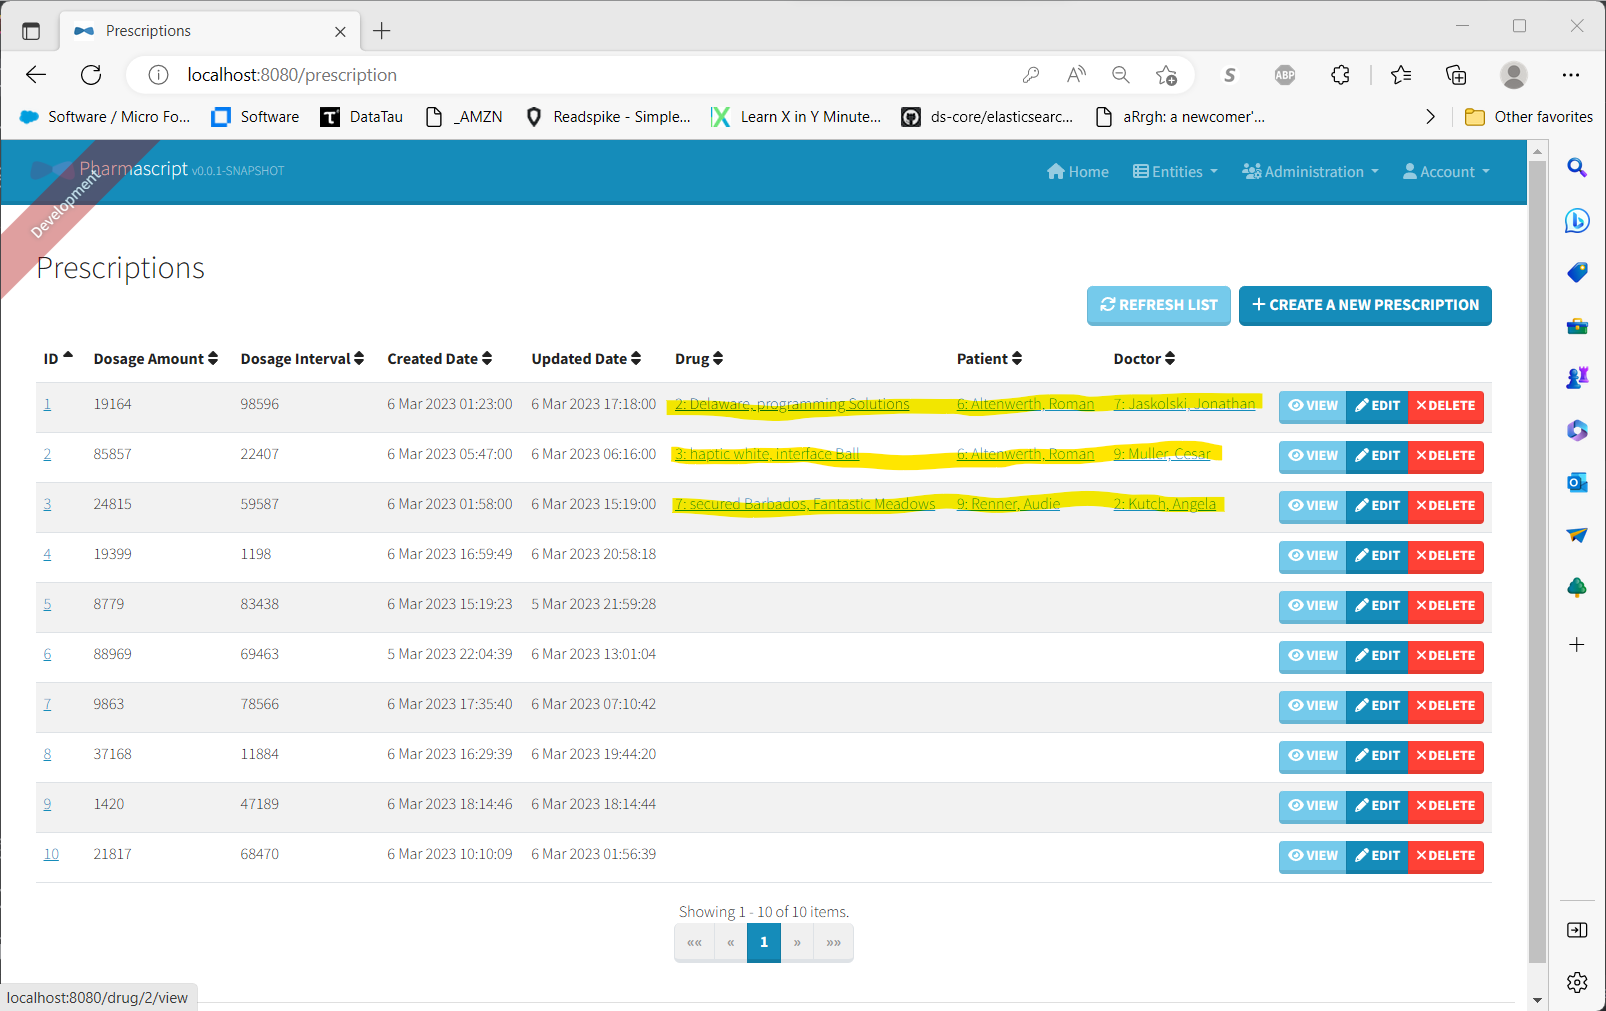 Prescriptions
localhost:8080/prescription
Software / Micro Fo... Software DataTau _AMZN Readspike - Simple... Learn X in Y Minute... ds-core/elasticsearc... aRrgh: a newcomer'... Other favorites
Pharmascript v0.0.1-SNAPSHOT Home Entities Administration Account
Development
Prescriptions
REFRESH LIST + CREATE A NEW PRESCRIPTION
ID Dosage Amount Dosage Interval Created Date Updated Date Drug Patient Doctor
1 19164 98596 6 Mar 2023 01:23:00 6 Mar 2023 17:18:00 2: Delaware, programming Solutions 6: Altenwerth, Roman 7: Jaskolski, Jonathan VIEW EDIT DELETE
2 85857 22407 6 Mar 2023 05:47:00 6 Mar 2023 06:16:00 3: haptic white, interface Ball 6: Altenwerth, Roman 9: Muller, Cesar VIEW EDIT DELETE
3 24815 59587 6 Mar 2023 01:58:00 6 Mar 2023 15:19:00 7: secured Barbados, Fantastic Meadows 9: Renner, Audie 2: Kutch, Angela VIEW EDIT DELETE
4 19399 1198 6 Mar 2023 16:59:49 6 Mar 2023 20:58:18 VIEW EDIT DELETE
5 8779 83438 6 Mar 2023 15:19:23 5 Mar 2023 21:59:28 VIEW EDIT DELETE
6 88969 69463 5 Mar 2023 22:04:39 6 Mar 2023 13:01:04 VIEW EDIT DELETE
7 9863 78566 6 Mar 2023 17:35:40 6 Mar 2023 07:10:42 VIEW EDIT DELETE
8 37168 11884 6 Mar 2023 16:29:39 6 Mar 2023 19:44:20 VIEW EDIT DELETE
9 1420 47189 6 Mar 2023 18:14:46 6 Mar 2023 18:14:44 VIEW EDIT DELETE
10 21817 68470 6 Mar 2023 10:10:09 6 Mar 2023 01:56:39 VIEW EDIT DELETE
Showing 1 - 10 of 10 items.
«« « 1 » »»
localhost:8080/drug/2/view